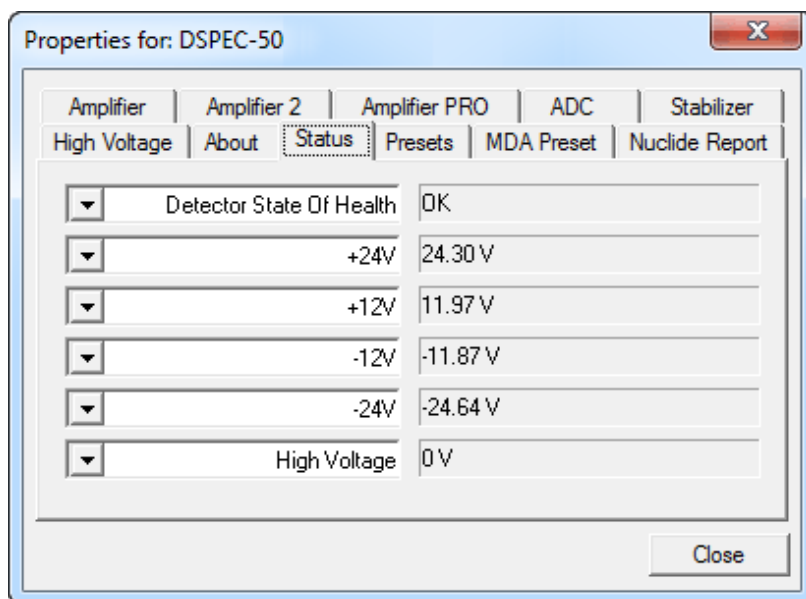 Properties for: DSPEC-50
Amplifier Amplifier 2 Amplifier PRO ADC Stabilizer
High Voltage About Status Presets MDA Preset Nuclide Report
Detector State Of Health OK
+24V 24.30 V
+12V 11.97 V
-12V -11.87 V
-24V -24.64 V
High Voltage 0 V
Close